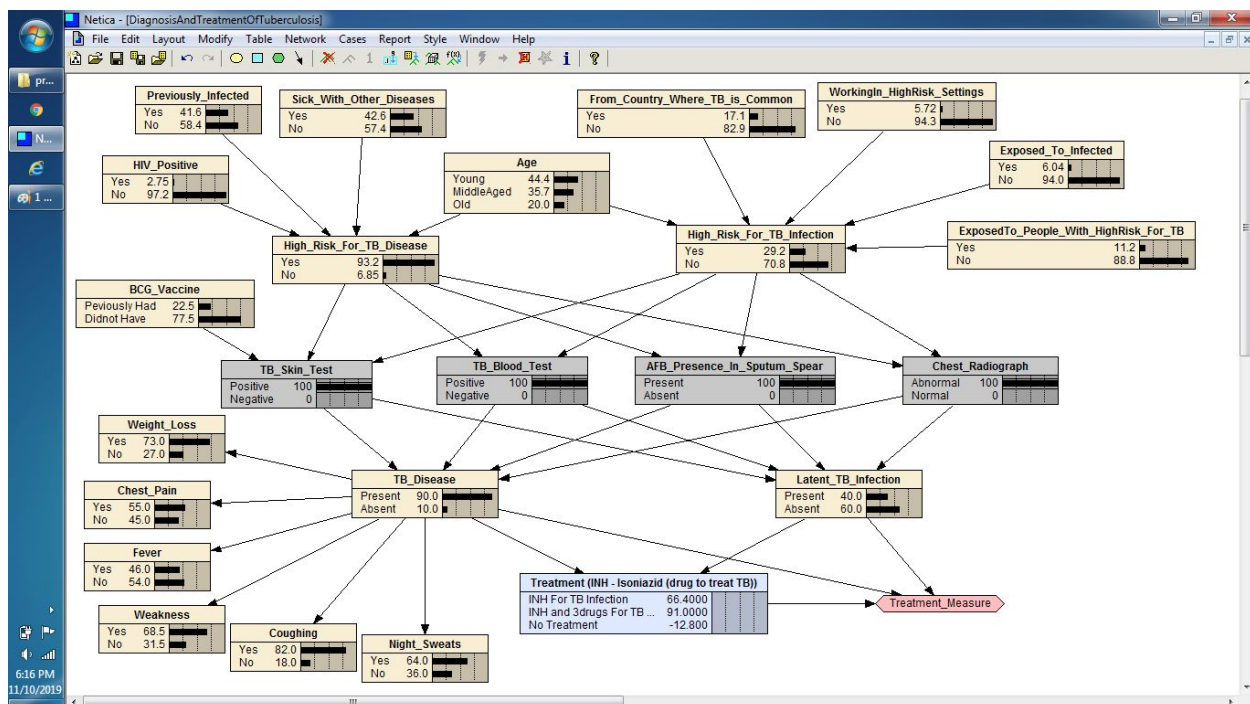 Netica - [DiagnosisAndTreatmentOfTuberculosis]
File Edit Layout Modify Table Network Cases Report Style Window Help
pr...
N...
1 ...
6:16 PM
11/10/2019
Previously_Infected
Yes 41.6
No 58.4
Sick_With_Other_Diseases
Yes 42.6
No 57.4
From_Country_Where_TB_is_Common
Yes 17.1
No 82.9
WorkingIn_HighRisk_Settings
Yes 5.72
No 94.3
HIV_Positive
Yes 2.75
No 97.2
Age
Young 44.4
MiddleAged 35.7
Old 20.0
Exposed_To_Infected
Yes 6.04
No 94.0
High_Risk_For_TB_Disease
Yes 93.2
No 6.85
High_Risk_For_TB_Infection
Yes 29.2
No 70.8
ExposedTo_People_With_HighRisk_For_TB
Yes 11.2
No 88.8
BCG_Vaccine
Peviously Had 22.5
Didnot Have 77.5
TB_Skin_Test
Positive 100
Negative 0
TB_Blood_Test
Positive 100
Negative 0
AFB_Presence_In_Sputum_Spear
Present 100
Absent 0
Chest_Radiograph
Abnormal 100
Normal 0
Weight_Loss
Yes 73.0
No 27.0
TB_Disease
Present 90.0
Absent 10.0
Latent_TB_Infection
Present 40.0
Absent 60.0
Chest_Pain
Yes 55.0
No 45.0
Fever
Yes 46.0
No 54.0
Treatment (INH - Isoniazid (drug to treat TB))
INH For TB Infection 66.4000
INH and 3drugs For TB ... 91.0000
No Treatment -12.800
Treatment_Measure
Weakness
Yes 68.5
No 31.5
Coughing
Yes 82.0
No 18.0
Night_Sweats
Yes 64.0
No 36.0